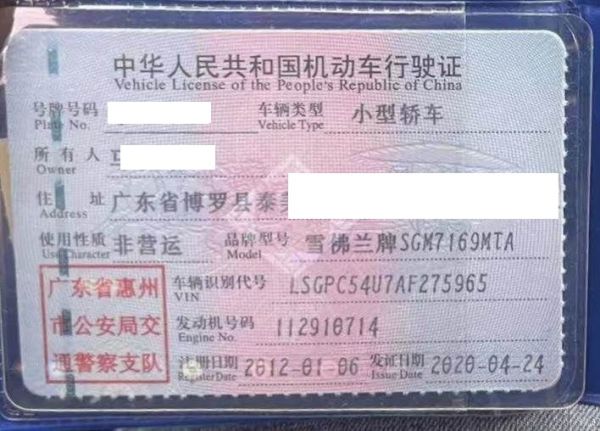 中华人民共和国机动车行驶证
Vehicle License of the People's Republic of China
号牌号码 车辆类型 小型轿车
Plate No. Vehicle Type
所有人
Owner
住址 广东省博罗县泰
Address
使用性质 非营运 品牌型号 雪佛兰牌SGM7169MTA
Use Character Model
广东省惠州 车辆识别代号 LSGPC54U7AF275965
VIN
市公安局交 发动机号码 112910714
Engine No.
通警察支队 注册日期 2012-01-06 发证日期 2020-04-24
Register Date Issue Date